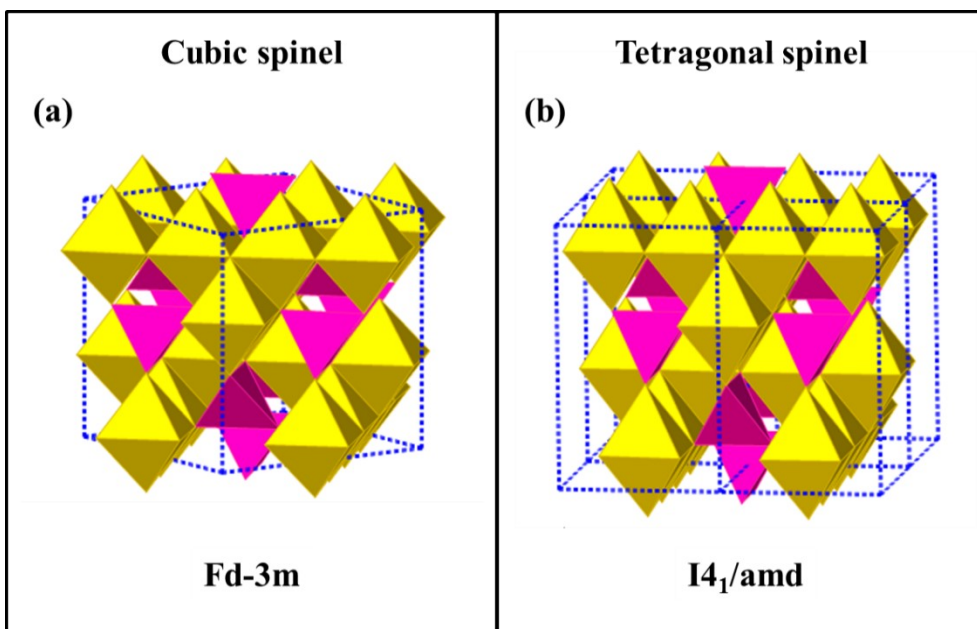 Cubic spinel
Tetragonal spinel
(a)
(b)
Fd-3m
I4₁/amd